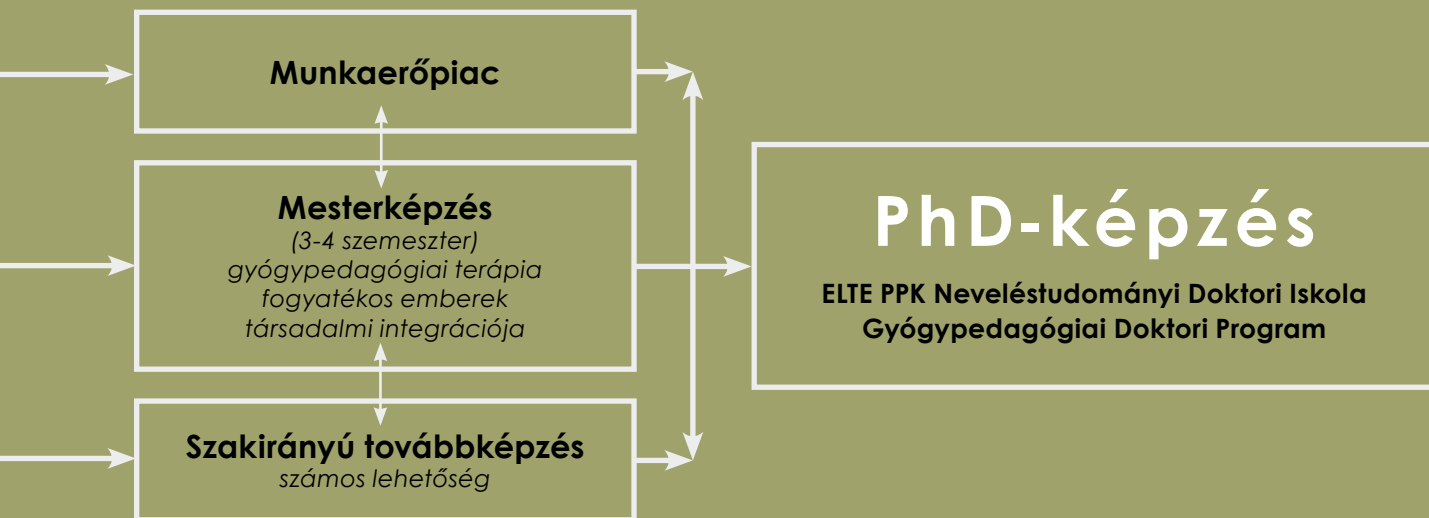 Munkaerőpiac
Mesterképzés
(3-4 szemeszter)
gyógypedagógiai terápia
fogyatékos emberek
társadalmi integrációja
Szakirányú továbbképzés
számos lehetőség
PhD-képzés
ELTE PPK Neveléstudományi Doktori Iskola
Gyógypedagógiai Doktori Program